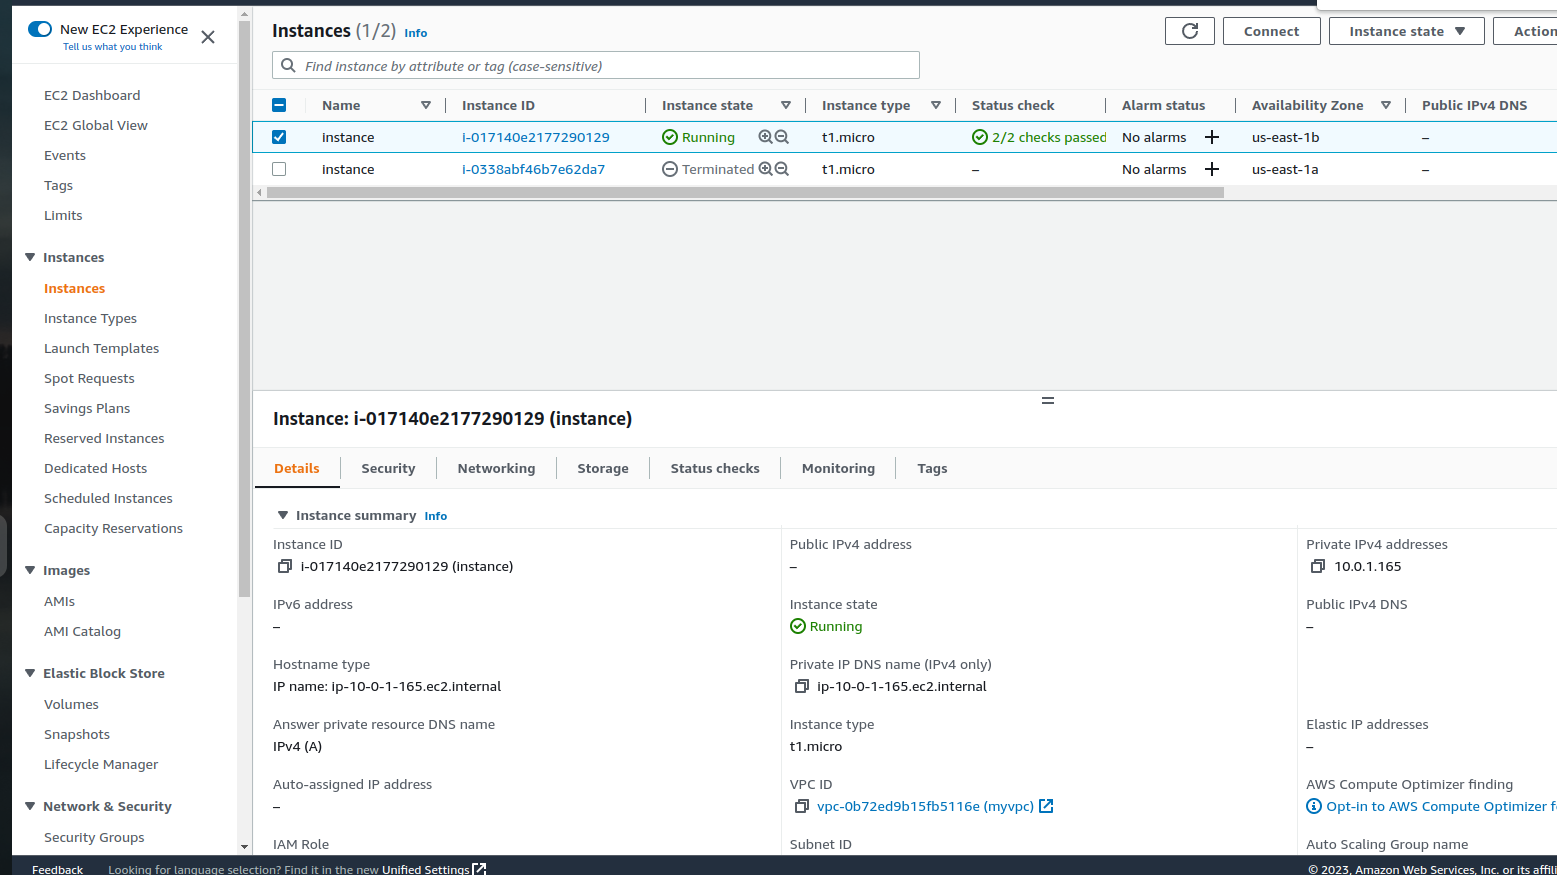 New EC2 Experience
Tell us what you think
EC2 Dashboard
EC2 Global View
Events
Tags
Limits
Instances
Instances
Instance Types
Launch Templates
Spot Requests
Savings Plans
Reserved Instances
Dedicated Hosts
Scheduled Instances
Capacity Reservations
Images
AMIs
AMI Catalog
Elastic Block Store
Volumes
Snapshots
Lifecycle Manager
Network & Security
Security Groups
Instances (1/2) Info
Connect
Instance state
Action
Find instance by attribute or tag (case-sensitive)
Name Instance ID Instance state Instance type Status check Alarm status Availability Zone Public IPv4 DNS
instance i-017140e2177290129 Running t1.micro 2/2 checks passed No alarms + us-east-1b –
instance i-0338abf46b7e62da7 Terminated t1.micro – No alarms + us-east-1a –
Instance: i-017140e2177290129 (instance)
Details Security Networking Storage Status checks Monitoring Tags
Instance summary Info
Instance ID
i-017140e2177290129 (instance)
Public IPv4 address
–
Private IPv4 addresses
10.0.1.165
IPv6 address
–
Instance state
Running
Public IPv4 DNS
–
Hostname type
IP name: ip-10-0-1-165.ec2.internal
Private IP DNS name (IPv4 only)
ip-10-0-1-165.ec2.internal
Answer private resource DNS name
IPv4 (A)
Instance type
t1.micro
Elastic IP addresses
–
Auto-assigned IP address
–
VPC ID
vpc-0b72ed9b15fb5116e (myvpc)
AWS Compute Optimizer finding
Opt-in to AWS Compute Optimizer f
IAM Role
Subnet ID
Auto Scaling Group name
Feedback Looking for language selection? Find it in the new Unified Settings
© 2023, Amazon Web Services, Inc. or its affili